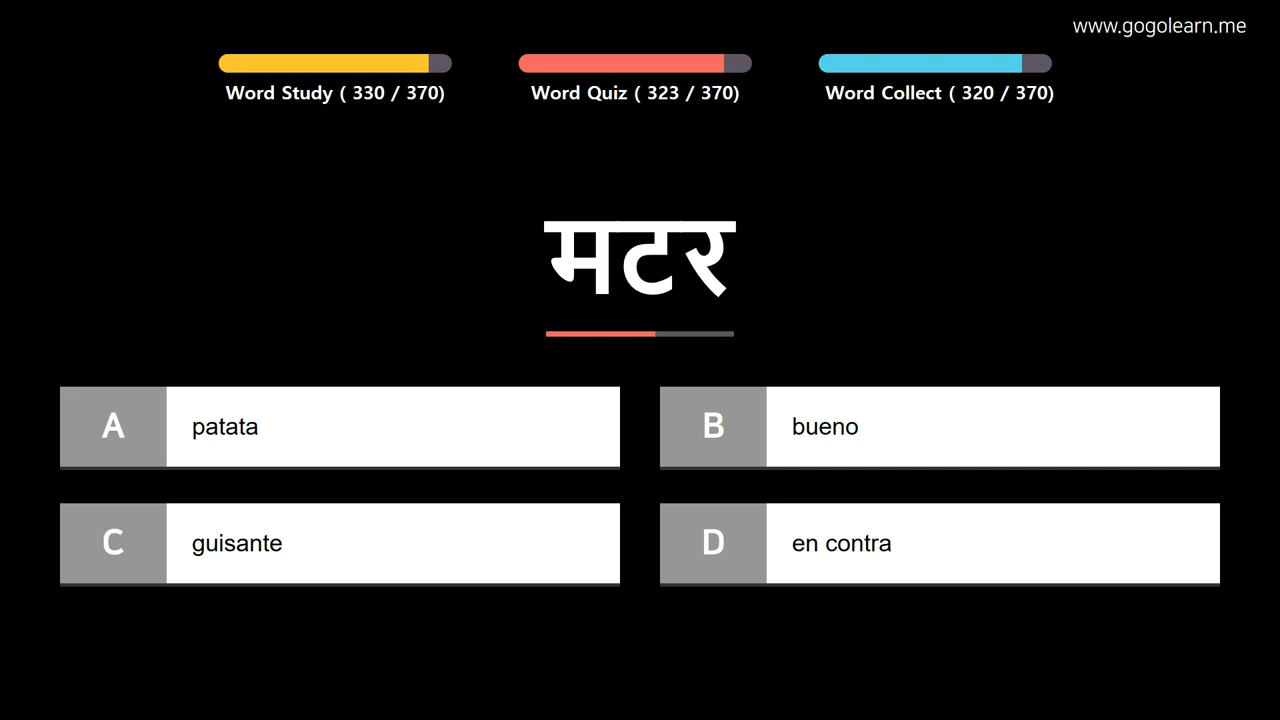 www.gogolearn.me
Word Study ( 330 / 370)
Word Quiz ( 323 / 370)
Word Collect ( 320 / 370)
मटर
A patata
B bueno
C guisante
D en contra